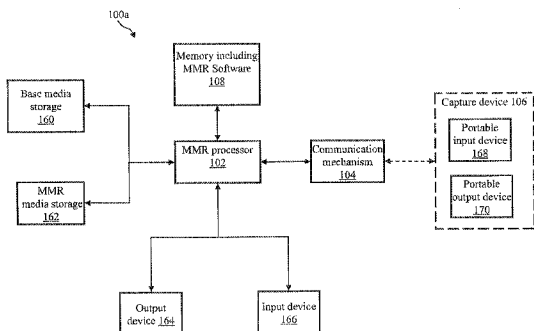 100a
Memory including
MMR Software
108
Base media
storage
160
MMR processor
102
Communication
mechanism
104
Capture device 106
Portable
input device
168
Portable
output device
170
MMR
media storage
162
Output
device 164
input device
166